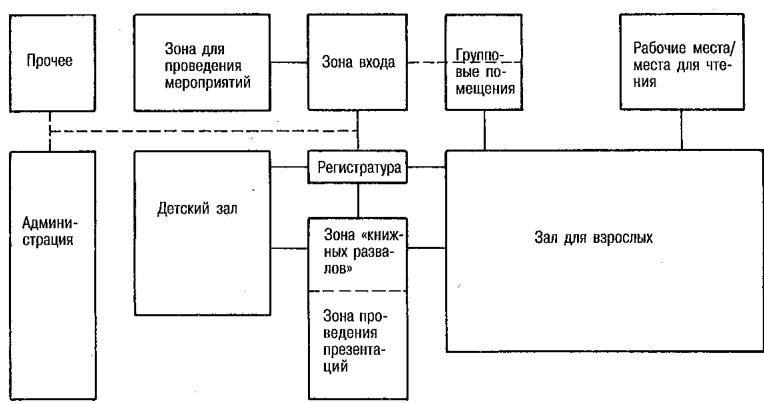 Прочее
Зона для
проведения
мероприятий
Зона входа
Группо-
вые по-
мещения
Рабочие места/
места для чте-
ния
Админи-
страция
Детский зал
Регистратура
Зона «книж-
ных разва-
лов»
Зона про-
ведения
презента-
ций
Зал для взрослых